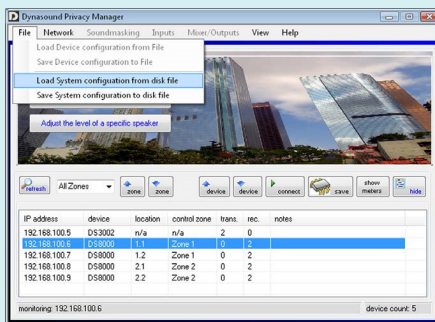 Dynasound Privacy Manager
File Network Soundmasking Inputs Mixer/Outputs View Help
Load Device configuration from File
Save Device configuration to File
Load System configuration from disk file
Save System configuration to disk file
Adjust the level of a specific speaker
refresh All Zones zone zone device device connect save show meters hide
IP address device location control zone trans. rec. notes
192.168.100.5 DS3002 n/a n/a 2 0
192.168.100.6 DS8000 1.1 Zone 1 0 2
192.168.100.7 DS8000 1.2 Zone 1 0 2
192.168.100.8 DS8000 2.1 Zone 2 0 2
192.168.100.9 DS8000 2.2 Zone 2 0 2
monitoring: 192.168.100.6 device count: 5